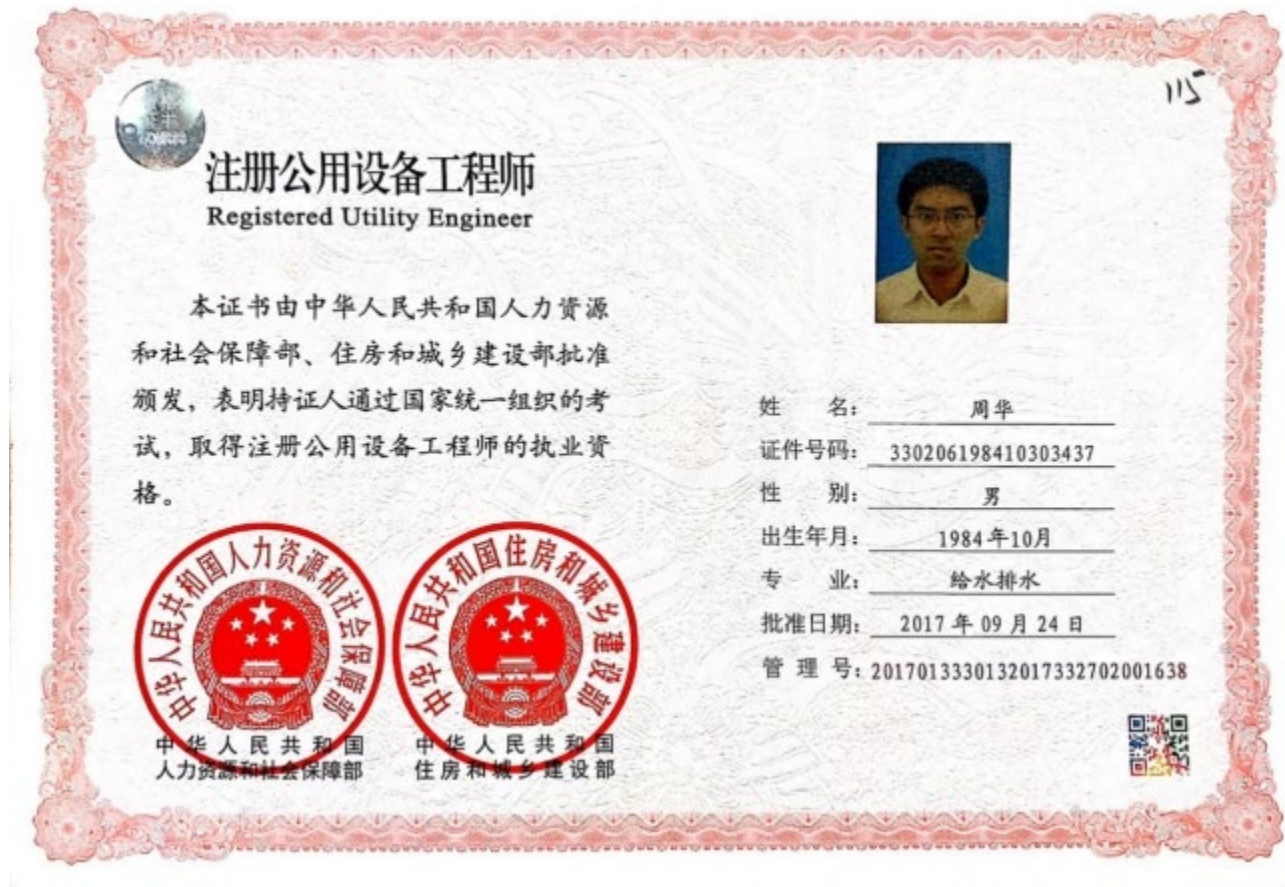 115
注册公用设备工程师
Registered Utility Engineer
本证书由中华人民共和国人力资源
和社会保障部、住房和城乡建设部批准
颁发，表明持证人通过国家统一组织的考
试，取得注册公用设备工程师的执业资
格。
中华人民共和国人力资源和社会保障部
中华人民共和国
人力资源和社会保障部
中华人民共和国住房和城乡建设部
中华人民共和国
住房和城乡建设部
姓 名：周华
证件号码：330206198410303437
性 别：男
出生年月：1984年10月
专 业：给水排水
批准日期：2017年09月24日
管 理 号：2017013330132017332702001638